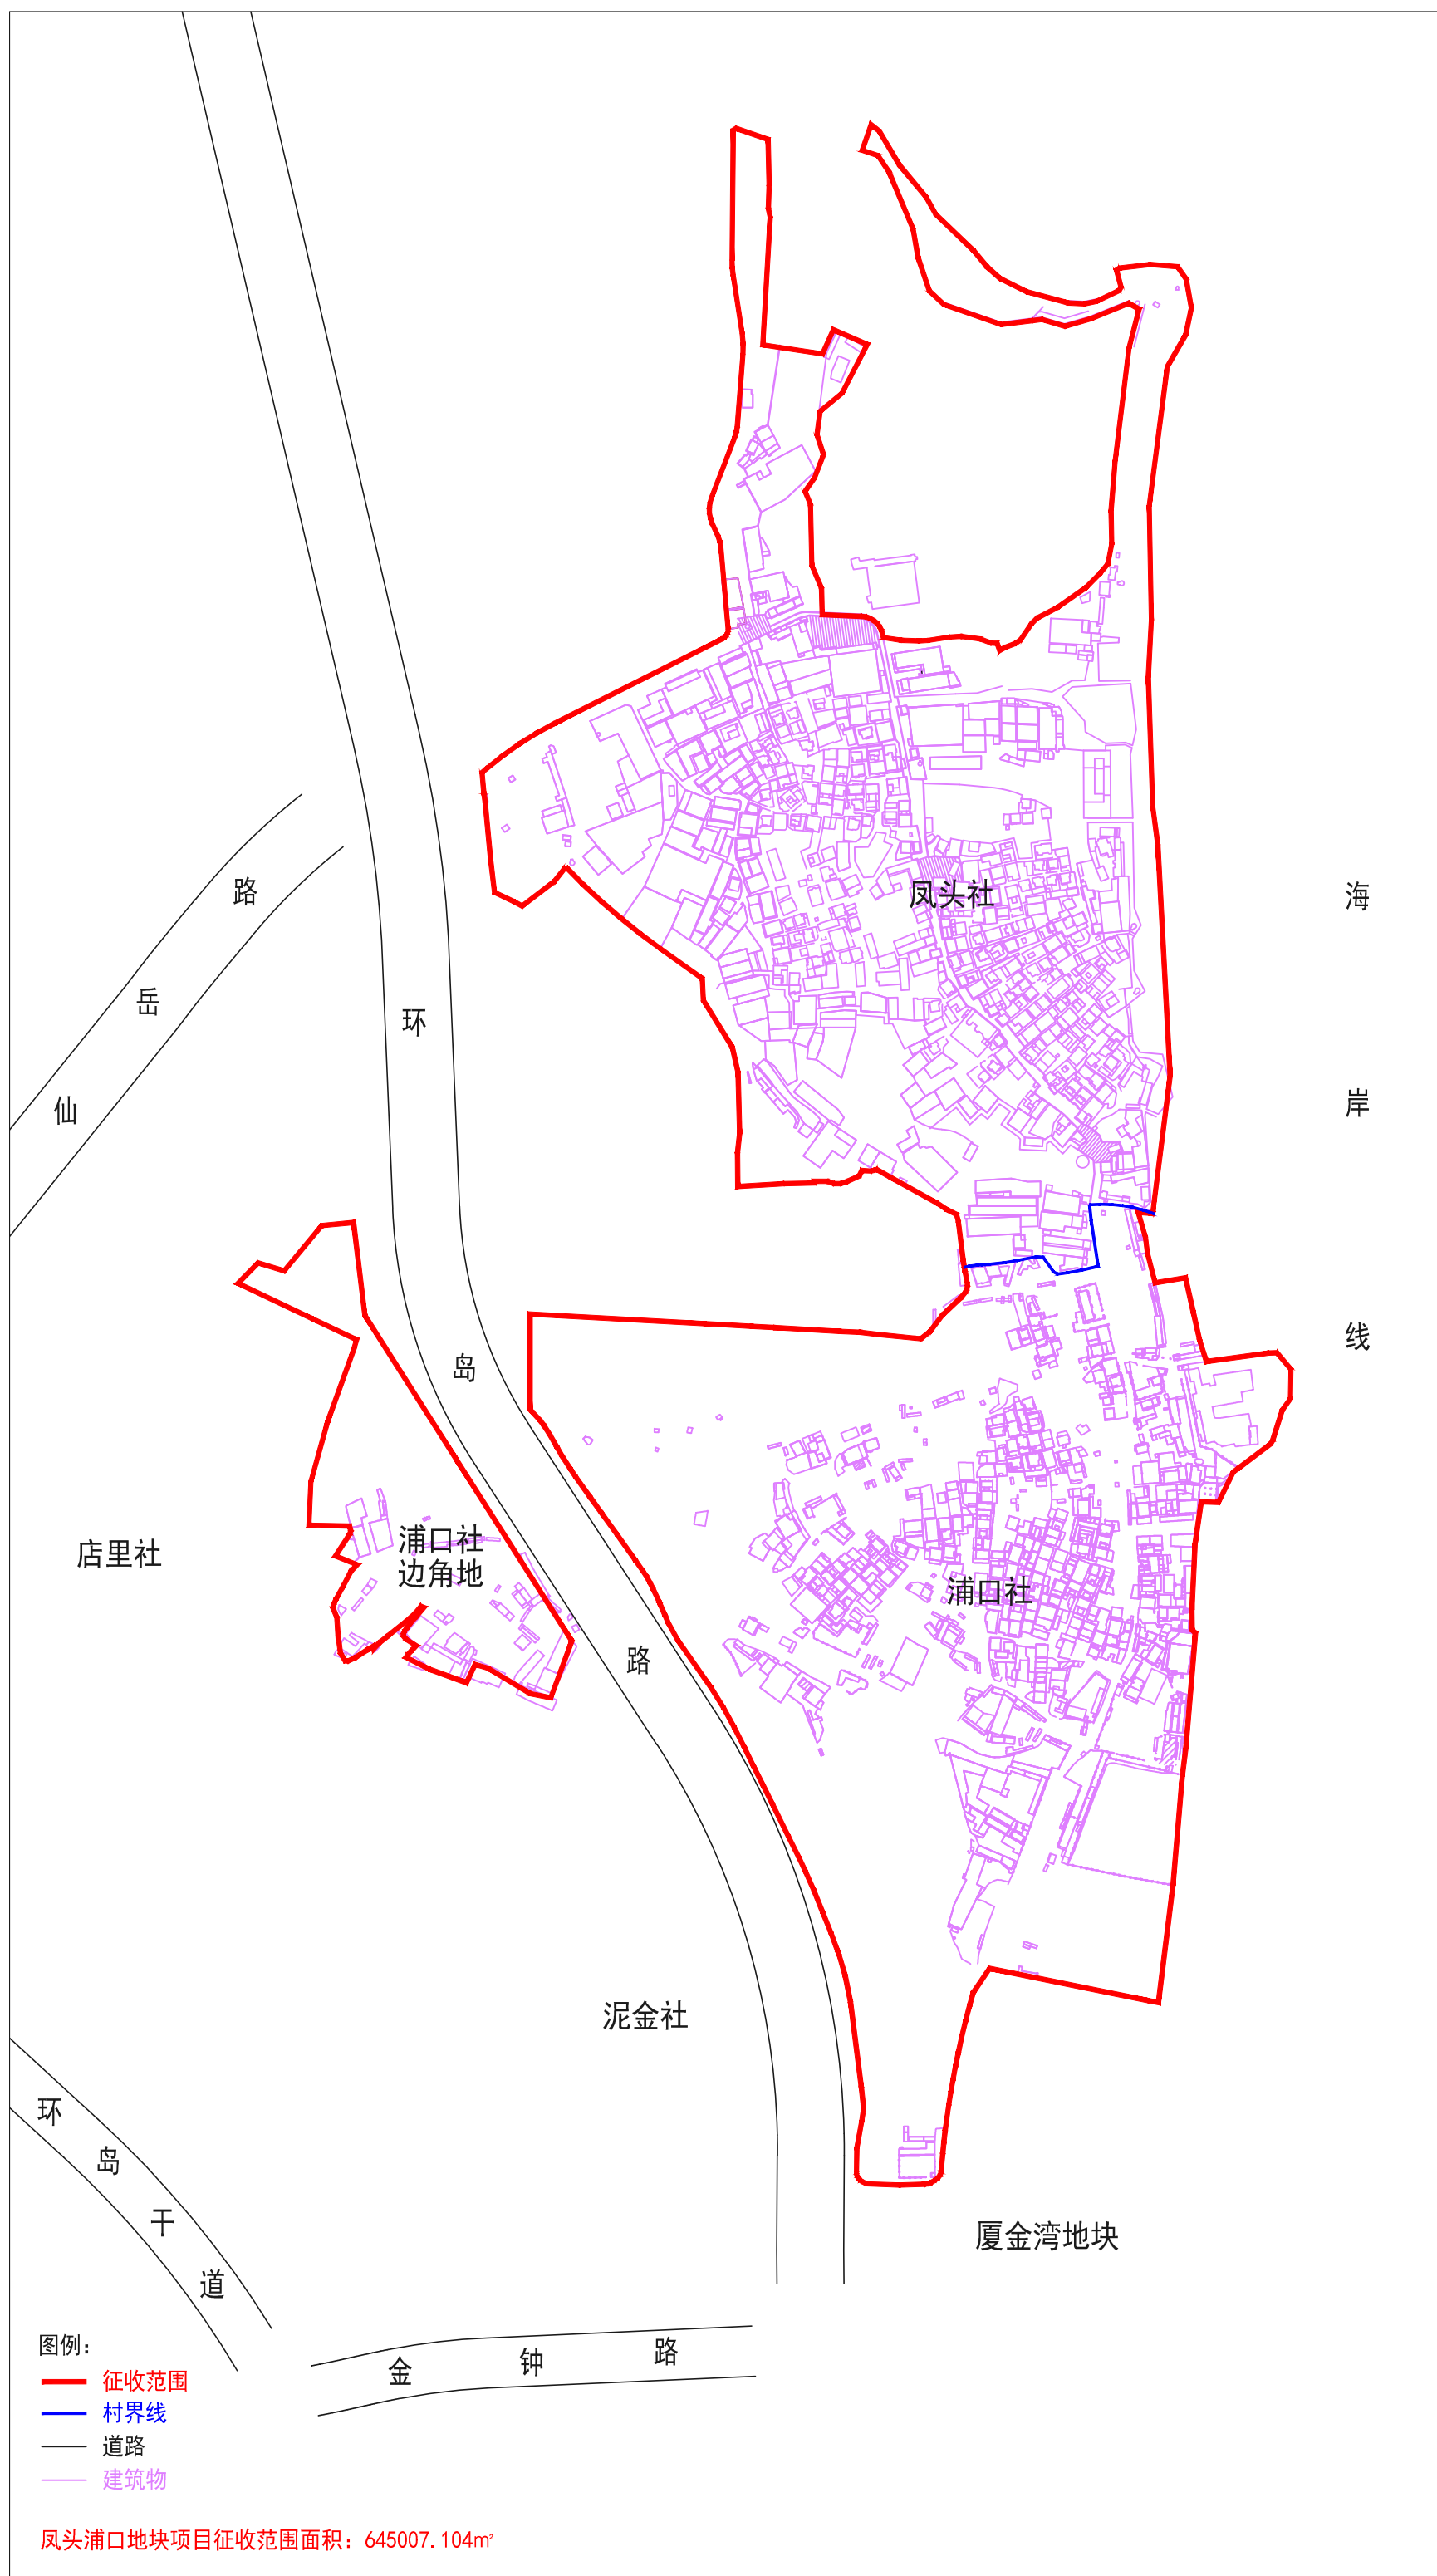 凤头社
海岸线
仙岳路
环岛路
店里社
浦口社
边角地
浦口社
泥金社
环岛干道
厦金湾地块
金钟路
图例：
征收范围
村界线
道路
建筑物
凤头浦口地块项目征收范围面积：645007.104㎡